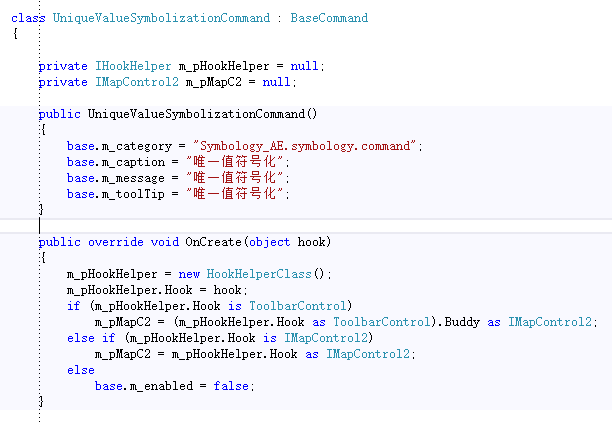 class UniqueValueSymbolizationCommand : BaseCommand
{
private IHookHelper m_pHookHelper = null;
private IMapControl2 m_pMapC2 = null;
public UniqueValueSymbolizationCommand()
{
base.m_category = "Symbology_AE.symbology.command";
base.m_caption = "唯一值符号化";
base.m_message = "唯一值符号化";
base.m_toolTip = "唯一值符号化";
}
public override void OnCreate(object hook)
{
m_pHookHelper = new HookHelperClass();
m_pHookHelper.Hook = hook;
if (m_pHookHelper.Hook is ToolbarControl)
m_pMapC2 = (m_pHookHelper.Hook as ToolbarControl).Buddy as IMapControl2;
else if (m_pHookHelper.Hook is IMapControl2)
m_pMapC2 = m_pHookHelper.Hook as IMapControl2;
else
base.m_enabled = false;
}